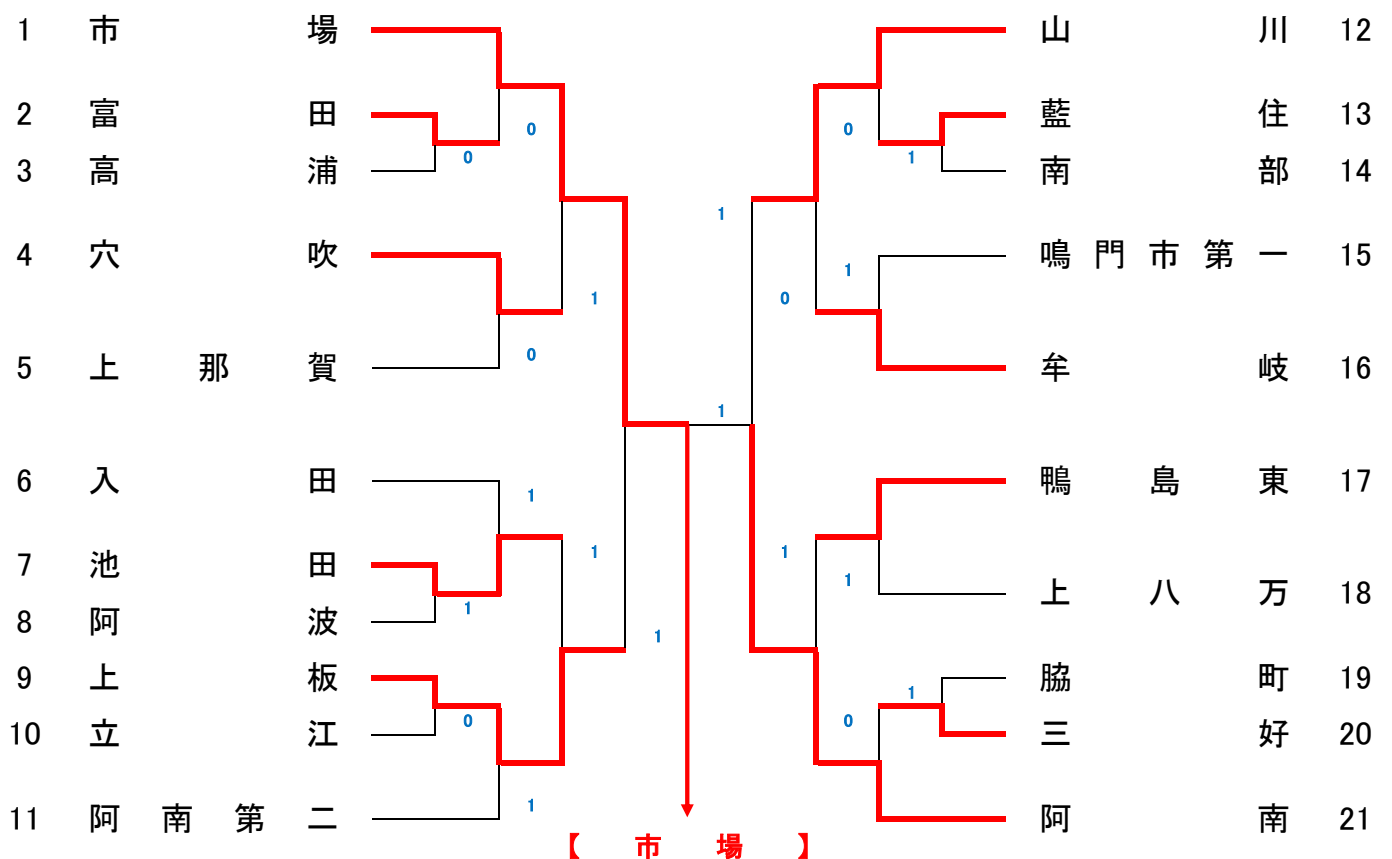 1 市場
山川 12
2 富田
0
0
藍住 13
3 高浦
0
1
南部 14
1
4 穴吹
1
鳴門市第一 15
1
0
5 上那賀
0
牟岐 16
1
6 入田
1
鴨島東 17
7 池田
1
1
1
上八万 18
8 阿波
1
1
9 上板
1
脇町 19
10 立江
0
0
三好 20
11 阿南第二
1
阿南 21
【市場】